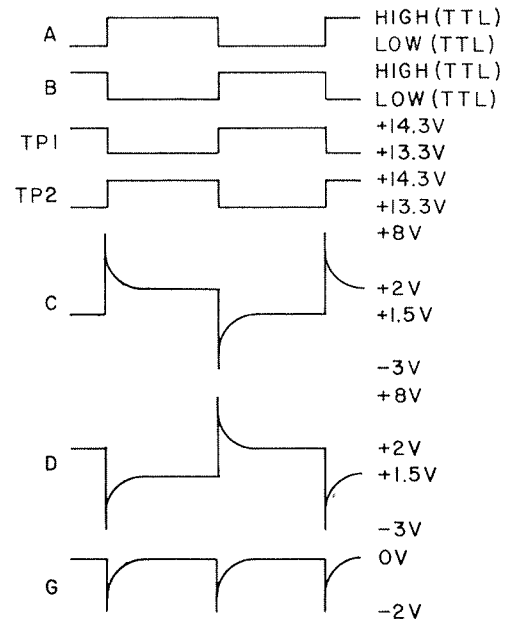 HIGH (TTL)
A
LOW (TTL)
HIGH (TTL)
B
LOW (TTL)
+14.3V
TP1
+13.3V
+14.3V
TP2
+13.3V
+8V
+2V
C
+1.5V
-3V
+8V
+2V
D
+1.5V
-3V
0V
G
-2V